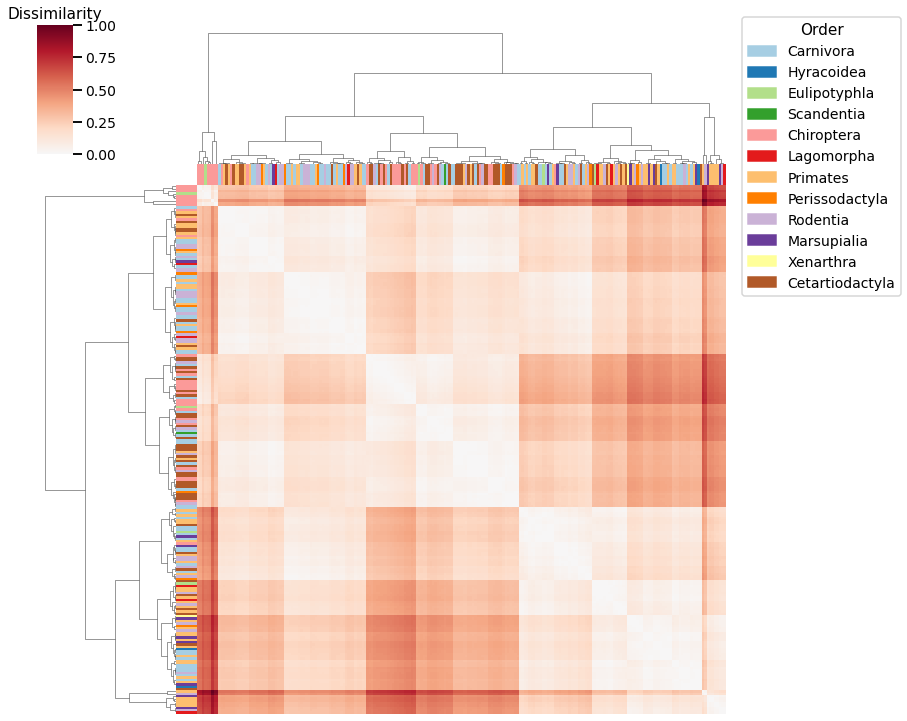 Dissimilarity
1.00
0.75
0.50
0.25
0.00
Order
Carnivora
Hyracoidea
Eulipotyphla
Scandentia
Chiroptera
Lagomorpha
Primates
Perissodactyla
Rodentia
Marsupialia
Xenarthra
Cetartiodactyla